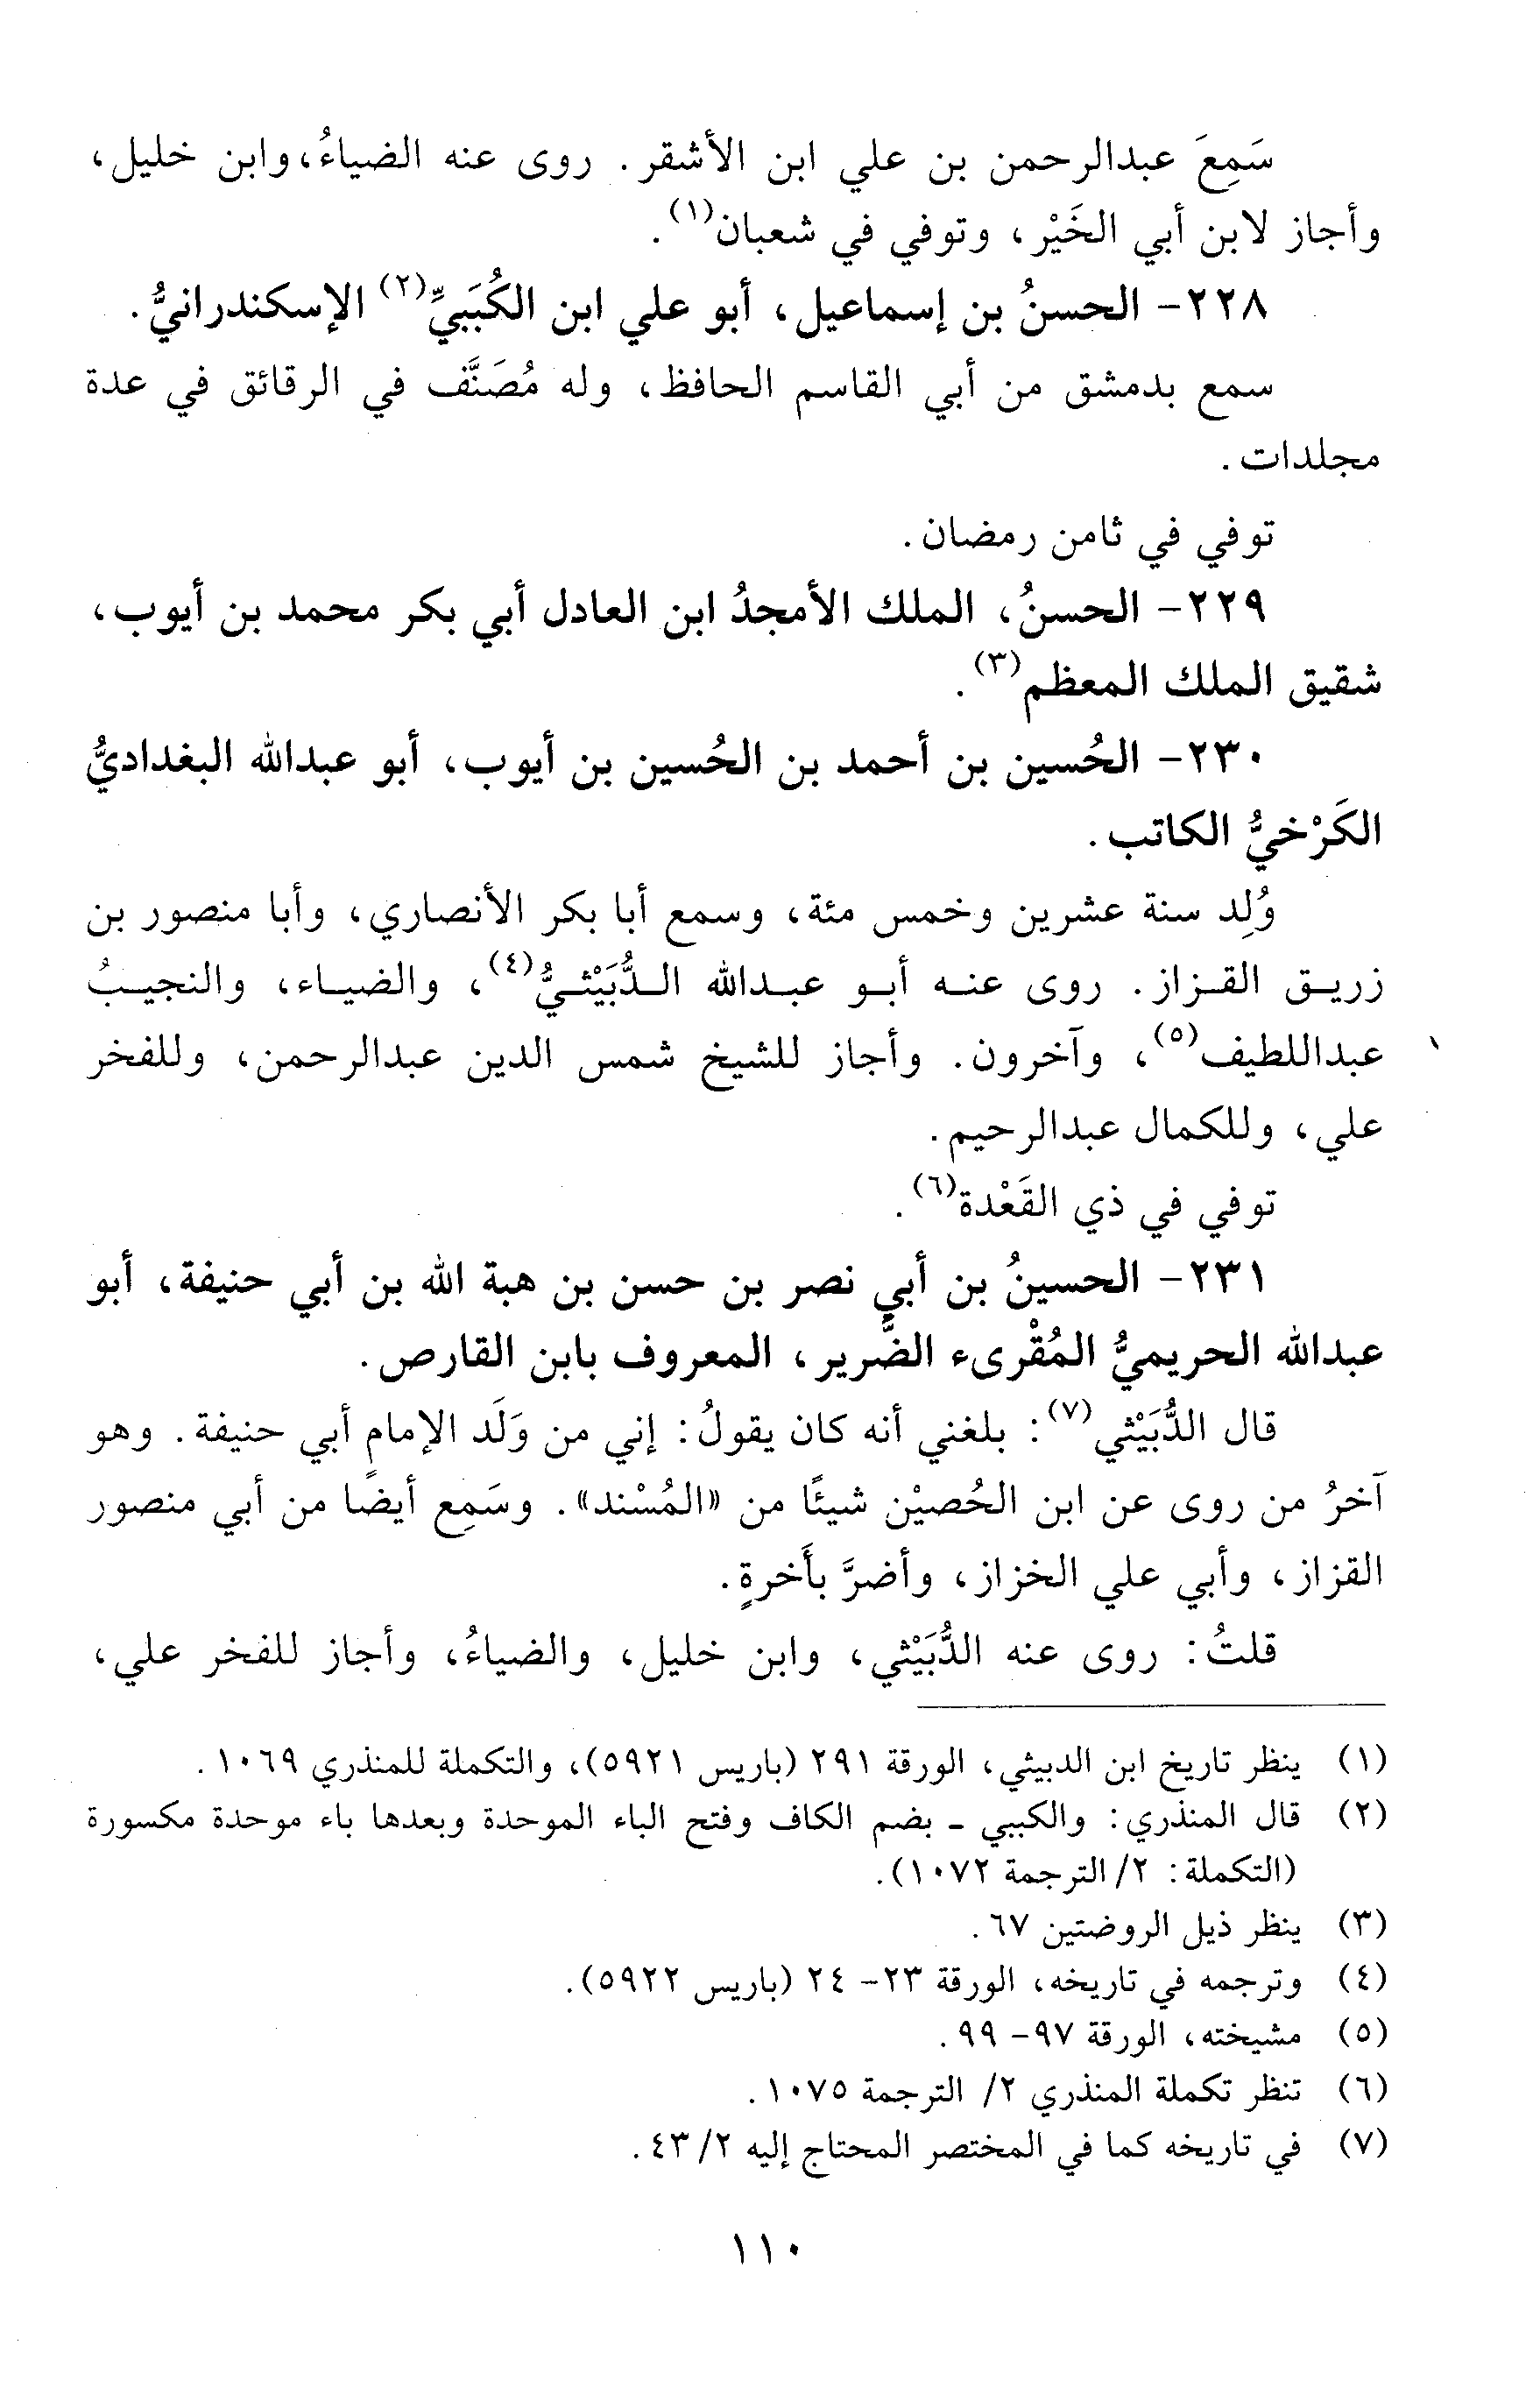 سَمِعَ عبدالرحمن بن علي ابن الأشقر. روى عنه الضياءُ، وابن خليل،
وأجاز لابن أبي الخَيْر، وتوفي في شعبان(١).
٢٢٨- الحسنُ بن إسماعيل، أبو علي ابن الكُبَبيِّ(٢) الإسكندرانيُّ.
سمع بدمشق من أبي القاسم الحافظ، وله مُصَنَّف في الرقائق في عدة
مجلدات.
توفي في ثامن رمضان.
٢٢٩- الحسنُ، الملك الأمجدُ ابن العادل أبي بكر محمد بن أيوب،
شقيق الملك المعظم(٣).
٢٣٠- الحُسين بن أحمد بن الحُسين بن أيوب، أبو عبدالله البغداديُّ
الكَرْخيُّ الكاتب.
وُلِد سنة عشرين وخمس مئة، وسمع أبا بكر الأنصاري، وأبا منصور بن
زريق القزاز. روى عنه أبو عبدالله الدُّبَيْثيُّ(٤)، والضياء، والنجيبُ
عبداللطيف(٥)، وآخرون. وأجاز للشيخ شمس الدين عبدالرحمن، وللفخر
علي، وللكمال عبدالرحيم.
توفي في ذي القَعْدة(٦).
٢٣١- الحسينُ بن أبي نصر بن حسن بن هبة الله بن أبي حنيفة، أبو
عبدالله الحريميُّ المُقْرىء الضَّرير، المعروف بابن القارص.
قال الدُّبَيْثي(٧): بلغني أنه كان يقولُ: إني من وَلَد الإمام أبي حنيفة. وهو
آخرُ من روى عن ابن الحُصيْن شيئًا من «المُسْند». وسَمِع أيضًا من أبي منصور
القزاز، وأبي علي الخزاز، وأضرَّ بأَخرةٍ.
قلتُ: روى عنه الدُّبَيْثي، وابن خليل، والضياءُ، وأجاز للفخر علي،
(١) ينظر تاريخ ابن الدبيثي، الورقة ٢٩١ (باريس ٥٩٢١)، والتكملة للمنذري ١٠٦٩.
(٢) قال المنذري: والكببي - بضم الكاف وفتح الباء الموحدة وبعدها باء موحدة مكسورة
(التكملة: ٢/ الترجمة ١٠٧٢).
(٣) ينظر ذيل الروضتين ٦٧.
(٤) وترجمه في تاريخه، الورقة ٢٣- ٢٤ (باريس ٥٩٢٢).
(٥) مشيخته، الورقة ٩٧- ٩٩.
(٦) تنظر تكملة المنذري ٢/ الترجمة ١٠٧٥.
(٧) في تاريخه كما في المختصر المحتاج إليه ٢/ ٤٣.
١١٠